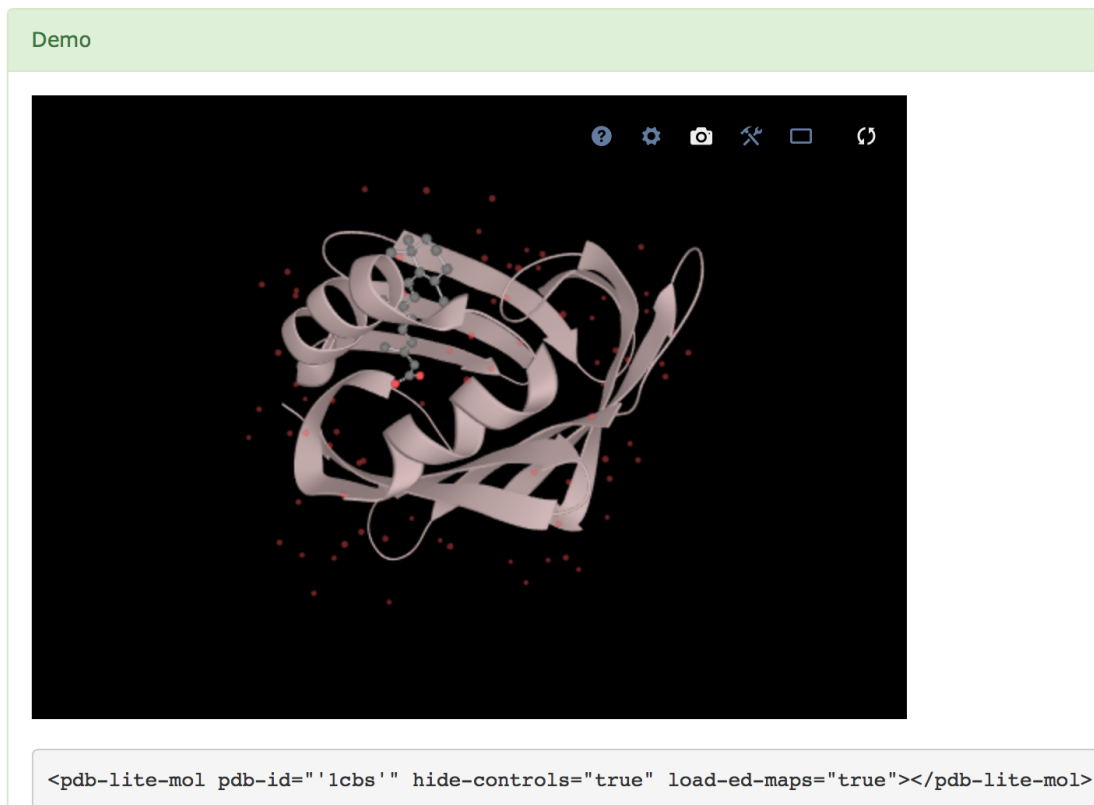 Demo
?
<pdb-lite-mol pdb-id="'1cbs'" hide-controls="true" load-ed-maps="true"></pdb-lite-mol>